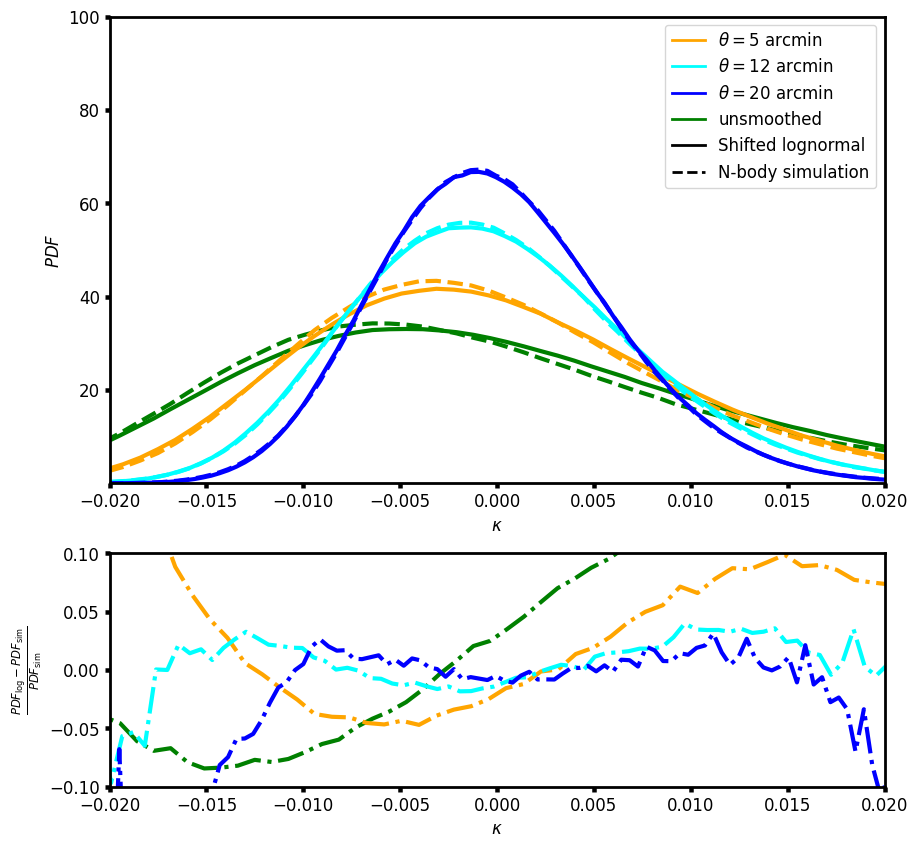 100
80
60
40
20
PDF
θ = 5 arcmin
θ = 12 arcmin
θ = 20 arcmin
unsmoothed
Shifted lognormal
N-body simulation
−0.020 −0.015 −0.010 −0.005 0.000 0.005 0.010 0.015 0.020
κ
0.10
0.05
0.00
−0.05
−0.10
PDF_log − PDF_sim
PDF_sim
−0.020 −0.015 −0.010 −0.005 0.000 0.005 0.010 0.015 0.020
κ